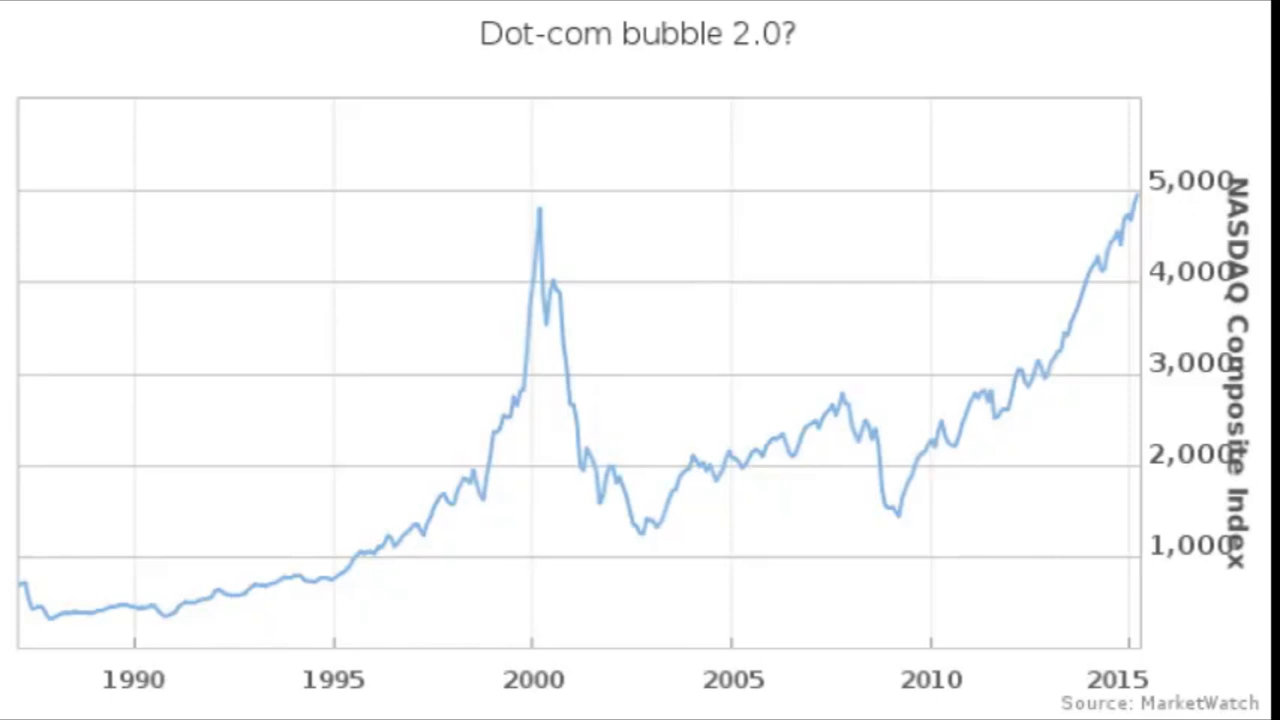 Dot-com bubble 2.0?
5,000
4,000
3,000
2,000
1,000
NASDAQ Composite Index
1990 1995 2000 2005 2010 2015
Source: MarketWatch